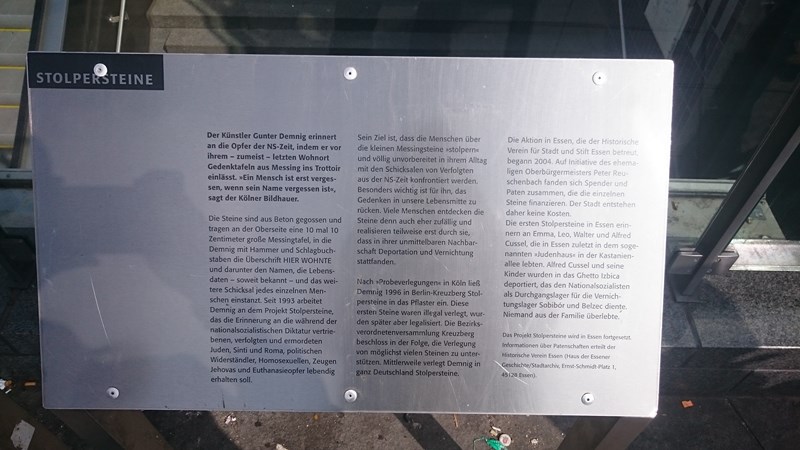 STOLPERSTEINE
Der Künstler Gunter Demnig erinnert
an die Opfer der NS-Zeit, indem er vor
ihrem – zumeist – letzten Wohnort
Gedenktafeln aus Messing ins Trottoir
einlässt. »Ein Mensch ist erst verges-
sen, wenn sein Name vergessen ist«,
sagt der Kölner Bildhauer.
Die Steine sind aus Beton gegossen und
tragen an der Oberseite eine 10 mal 10
Zentimeter große Messingtafel, in die
Demnig mit Hammer und Schlagbuch-
staben die Überschrift HIER WOHNTE
und darunter den Namen, die Lebens-
daten – soweit bekannt – und das wei-
tere Schicksal jedes einzelnen Men-
schen einstanzt. Seit 1993 arbeitet
Demnig an dem Projekt Stolpersteine,
das die Erinnerung an die während der
nationalsozialistischen Diktatur vertrie-
benen, verfolgten und ermordeten
Juden, Sinti und Roma, politischen
Widerständler, Homosexuellen, Zeugen
Jehovas und Euthanasieopfer lebendig
erhalten soll.
Sein Ziel ist, dass die Menschen über
die kleinen Messingsteine »stolpern«
und völlig unvorbereitet in ihrem Alltag
mit den Schicksalen von Verfolgten
aus der NS-Zeit konfrontiert werden.
Besonders wichtig ist für ihn, das
Gedenken in unsere Lebensmitte zu
rücken. Viele Menschen entdecken die
Steine denn auch eher zufällig und
realisieren teilweise erst durch sie,
dass in ihrer unmittelbaren Nachbar-
schaft Deportation und Vernichtung
stattfanden.
Nach »Probeverlegungen« in Köln ließ
Demnig 1996 in Berlin-Kreuzberg Stol-
persteine in das Pflaster ein. Diese
ersten Steine waren illegal verlegt, wur-
den später aber legalisiert. Die Bezirks-
verordnetenversammlung Kreuzberg
beschloss in der Folge, die Verlegung
von möglichst vielen Steinen zu unter-
stützen. Mittlerweile verlegt Demnig in
ganz Deutschland Stolpersteine.
Die Aktion in Essen, die der Historische
Verein für Stadt und Stift Essen betreut,
begann 2004. Auf Initiative des ehema-
ligen Oberbürgermeisters Peter Reu-
schenbach fanden sich Spender und
Paten zusammen, die die einzelnen
Steine finanzieren. Der Stadt entstehen
daher keine Kosten.
Die ersten Stolpersteine in Essen erin-
nern an Emma, Leo, Walter und Alfred
Cussel, die in Essen zuletzt in dem soge-
nannten »Judenhaus« in der Kastanien-
allee lebten. Alfred Cussel und seine
Kinder wurden in das Ghetto Izbica
deportiert, das den Nationalsozialisten
als Durchgangslager für die Vernich-
tungslager Sobibór und Belzec diente.
Niemand aus der Familie überlebte.
Das Projekt Stolpersteine wird in Essen fortgesetzt.
Informationen über Patenschaften erteilt der
Historische Verein Essen (Haus der Essener
Geschichte/Stadtarchiv, Ernst-Schmidt-Platz 1,
45128 Essen).